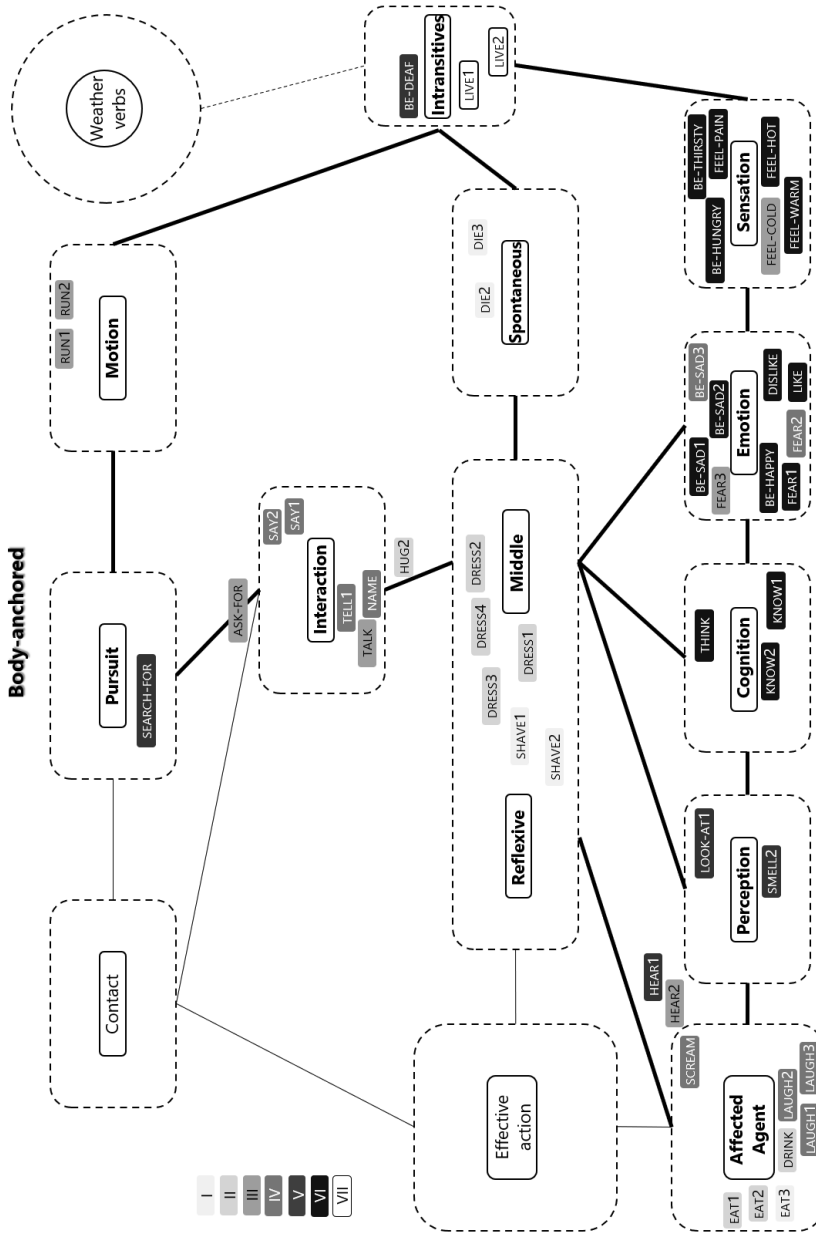 Body-anchored
RUN1
RUN2
Contact
Pursuit
Motion
Weather
verbs
SEARCH-FOR
I
II
III
IV
V
VI
VII
ASK-FOR
SAY2
SAY1
Interaction
TELL1
TALK
NAME
HUG2
BE-DEAF
Intransitives
LIVE1
LIVE2
DRESS2
DRESS4
DRESS3
DRESS1
SHAVE1
SHAVE2
Reflexive
Middle
DIE3
DIE2
Spontaneous
Effective
action
HEAR1
HEAR2
SCREAM
Affected
Agent
EAT1
EAT2
EAT3
DRINK
LAUGH2
LAUGH1
LAUGH3
LOOK-AT1
Perception
SMELL2
THINK
Cognition
KNOW2
KNOW1
BE-SAD3
BE-SAD1
BE-SAD2
FEAR3
Emotion
BE-HAPPY
DISLIKE
FEAR1
FEAR2
LIKE
BE-THIRSTY
BE-HUNGRY
FEEL-PAIN
Sensation
FEEL-COLD
FEEL-HOT
FEEL-WARM